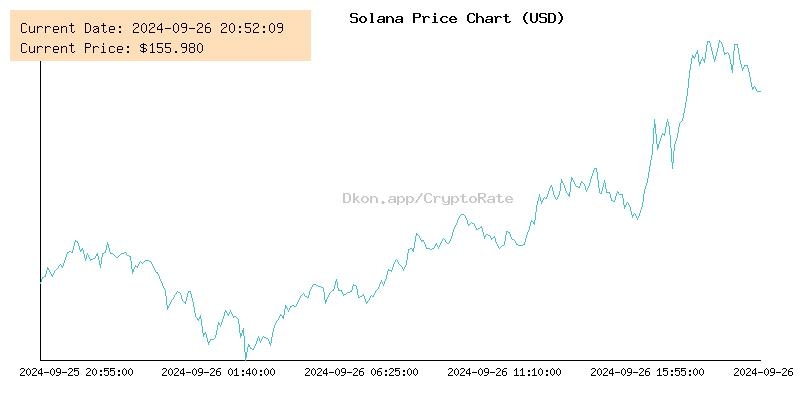 Solana Price Chart (USD)
Current Date: 2024-09-26 20:52:09
Current Price: $155.980
Dkon.app/CryptoRate
2024-09-25 20:55:00 2024-09-26 01:40:00 2024-09-26 06:25:00 2024-09-26 11:10:00 2024-09-26 15:55:00 2024-09-26